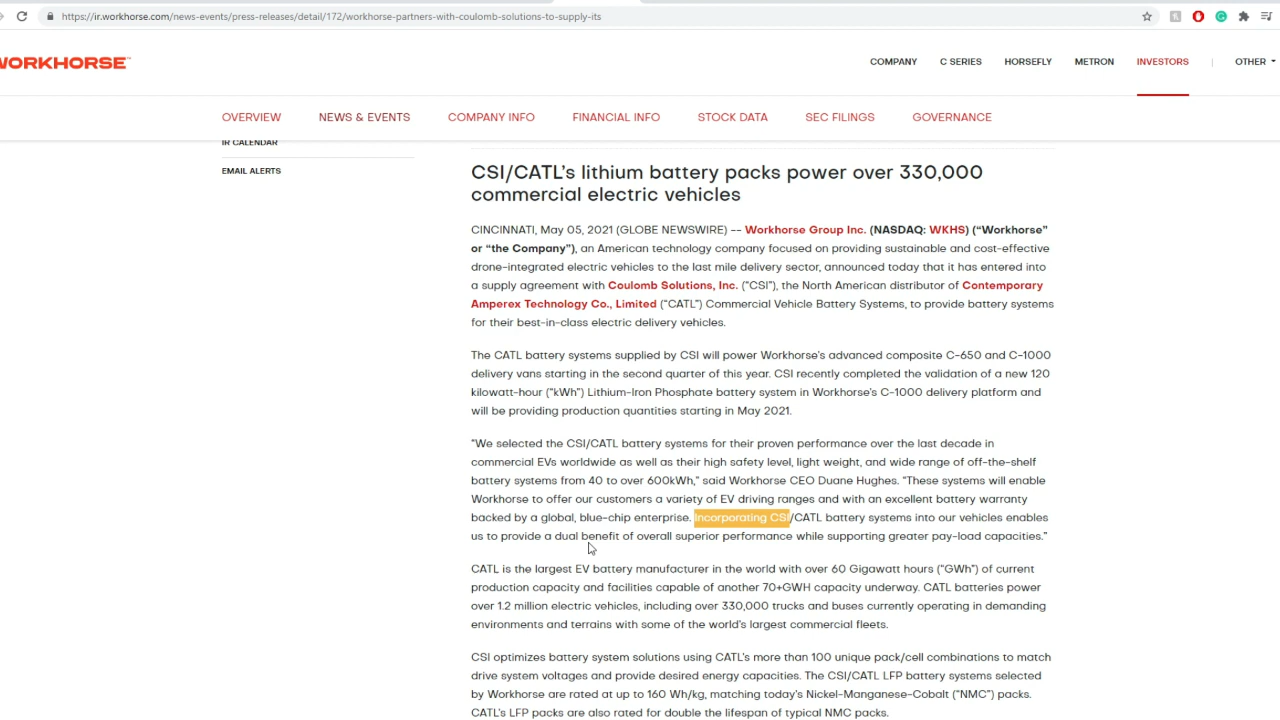 https://ir.workhorse.com/news-events/press-releases/detail/172/workhorse-partners-with-coulomb-solutions-to-supply-its
WORKHORSE
COMPANY C SERIES HORSEFLY METRON INVESTORS OTHER
OVERVIEW NEWS & EVENTS COMPANY INFO FINANCIAL INFO STOCK DATA SEC FILINGS GOVERNANCE
IR CALENDAR
EMAIL ALERTS
CSI/CATL’s lithium battery packs power over 330,000
commercial electric vehicles
CINCINNATI, May 05, 2021 (GLOBE NEWSWIRE) -- Workhorse Group Inc. (NASDAQ: WKHS) (“Workhorse”
or “the Company”), an American technology company focused on providing sustainable and cost-effective
drone-integrated electric vehicles to the last mile delivery sector, announced today that it has entered into
a supply agreement with Coulomb Solutions, Inc. (“CSI”), the North American distributor of Contemporary
Amperex Technology Co., Limited (“CATL”) Commercial Vehicle Battery Systems, to provide battery systems
for their best-in-class electric delivery vehicles.
The CATL battery systems supplied by CSI will power Workhorse’s advanced composite C-650 and C-1000
delivery vans starting in the second quarter of this year. CSI recently completed the validation of a new 120
kilowatt-hour (“kWh”) Lithium-Iron Phosphate battery system in Workhorse’s C-1000 delivery platform and
will be providing production quantities starting in May 2021.
“We selected the CSI/CATL battery systems for their proven performance over the last decade in
commercial EVs worldwide as well as their high safety level, light weight, and wide range of off-the-shelf
battery systems from 40 to over 600kWh,” said Workhorse CEO Duane Hughes. “These systems will enable
Workhorse to offer our customers a variety of EV driving ranges and with an excellent battery warranty
backed by a global, blue-chip enterprise. Incorporating CSI/CATL battery systems into our vehicles enables
us to provide a dual benefit of overall superior performance while supporting greater pay-load capacities.”
CATL is the largest EV battery manufacturer in the world with over 60 Gigawatt hours (“GWh”) of current
production capacity and facilities capable of another 70+GWH capacity underway. CATL batteries power
over 1.2 million electric vehicles, including over 330,000 trucks and buses currently operating in demanding
environments and terrains with some of the world’s largest commercial fleets.
CSI optimizes battery system solutions using CATL’s more than 100 unique pack/cell combinations to match
drive system voltages and provide desired energy capacities. The CSI/CATL LFP battery systems selected
by Workhorse are rated at up to 160 Wh/kg, matching today’s Nickel-Manganese-Cobalt (“NMC”) packs.
CATL’s LFP packs are also rated for double the lifespan of typical NMC packs.